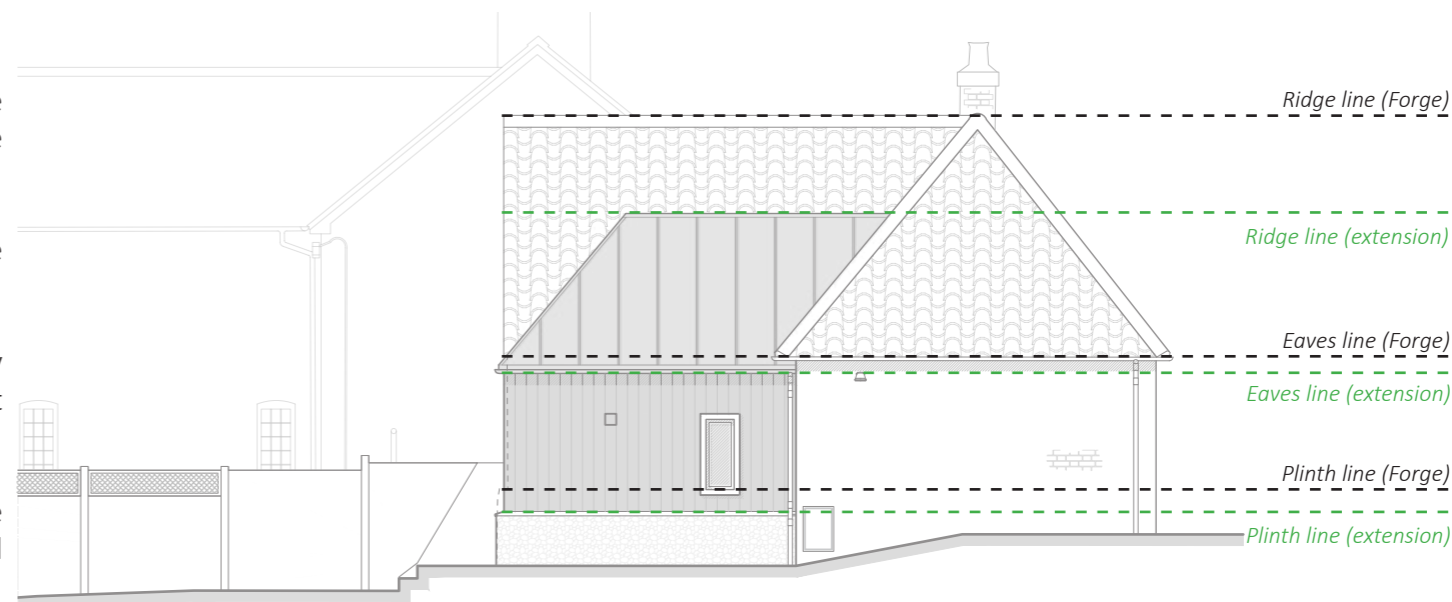 Ridge line (Forge)
Ridge line (extension)
Eaves line (Forge)
Eaves line (extension)
Plinth line (Forge)
Plinth line (extension)